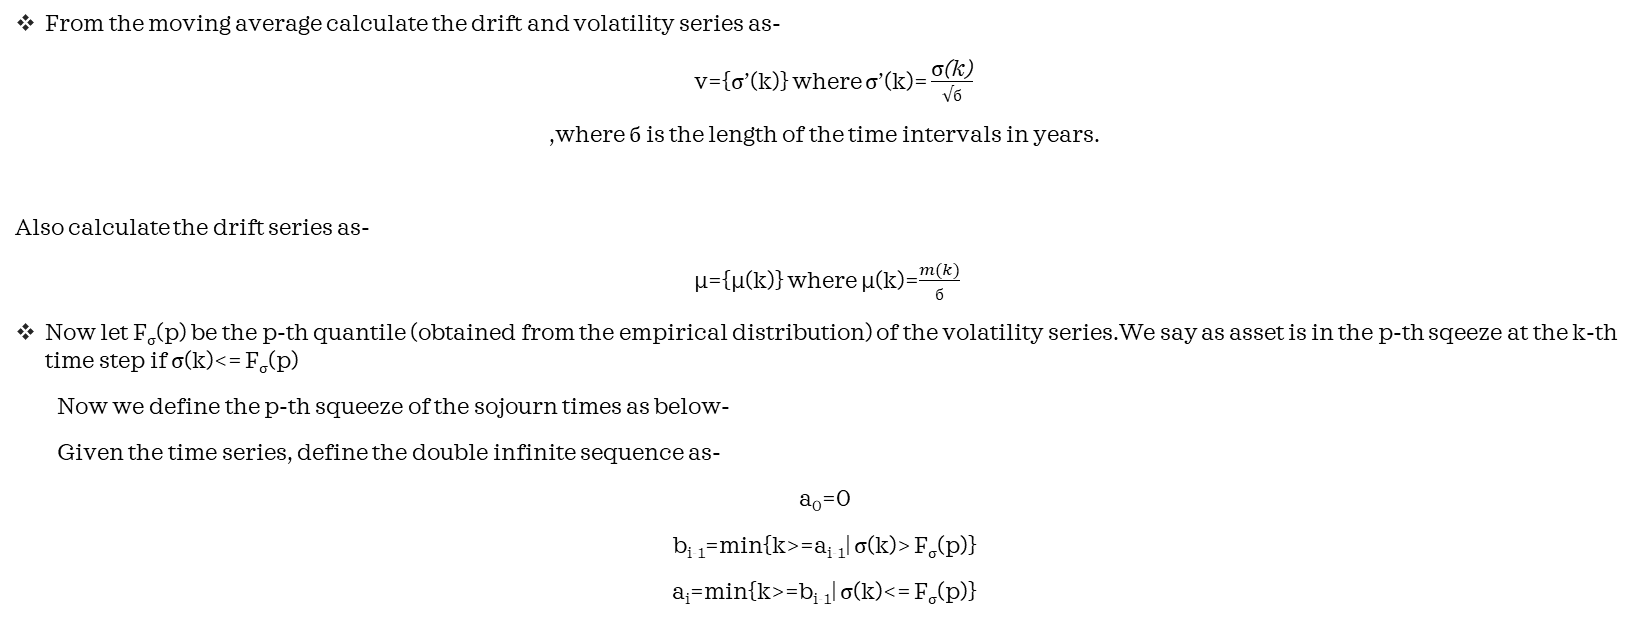 ❖ From the moving average calculate the drift and volatility series as-
v={σ’(k)} where σ’(k)=σ(k)/√б
,where б is the length of the time intervals in years.
Also calculate the drift series as-
μ={μ(k)} where μ(k)=m(k)/б
❖ Now let Fσ(p) be the p-th quantile (obtained from the empirical distribution) of the volatility series.We say as asset is in the p-th sqeeze at the k-th
time step if σ(k)<= Fσ(p)
Now we define the p-th squeeze of the sojourn times as below-
Given the time series, define the double infinite sequence as-
a₀=0
bᵢ₋₁=min{k>=aᵢ₋₁| σ(k)> Fσ(p)}
aᵢ=min{k>=bᵢ₋₁| σ(k)<= Fσ(p)}